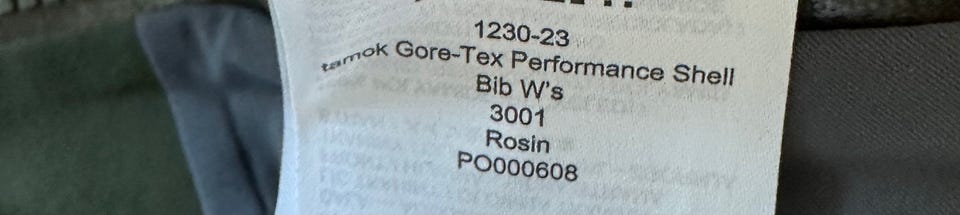 1230-23
tamok Gore-Tex Performance Shell
Bib W's
3001
Rosin
PO000608